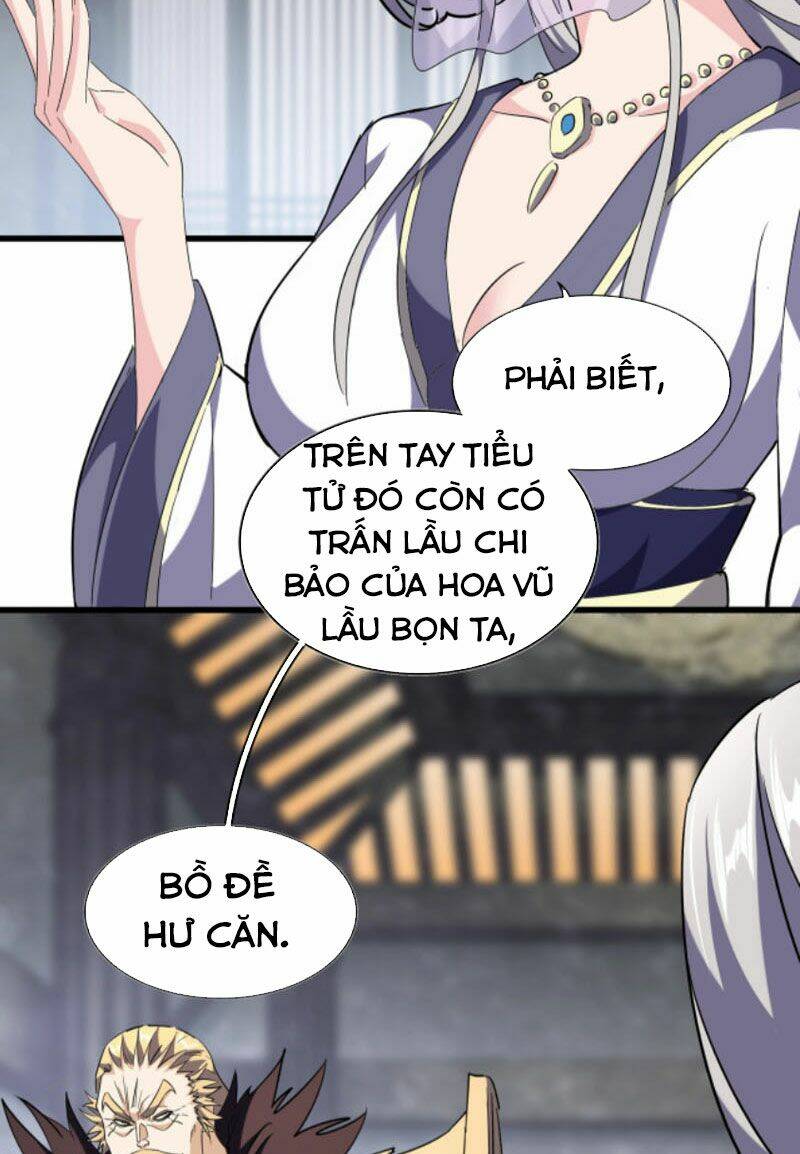 PHẢI BIẾT,
TRÊN TAY TIỂU
TỬ ĐÓ CÒN CÓ
TRẤN LẦU CHI
BẢO CỦA HOA VŨ
LẦU BỌN TA,
BỒ ĐỀ
HƯ CĂN.